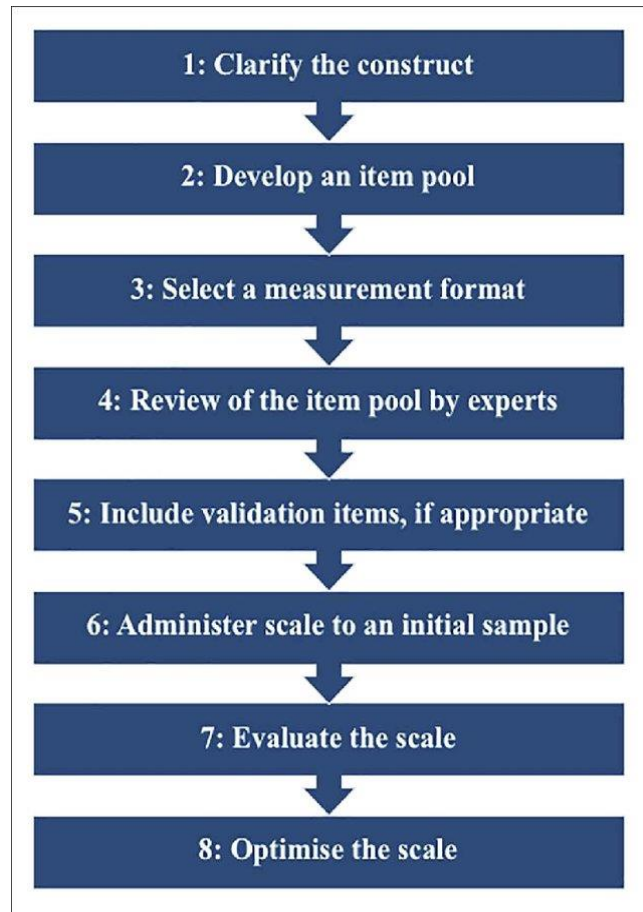 1: Clarify the construct
2: Develop an item pool
3: Select a measurement format
4: Review of the item pool by experts
5: Include validation items, if appropriate
6: Administer scale to an initial sample
7: Evaluate the scale
8: Optimise the scale